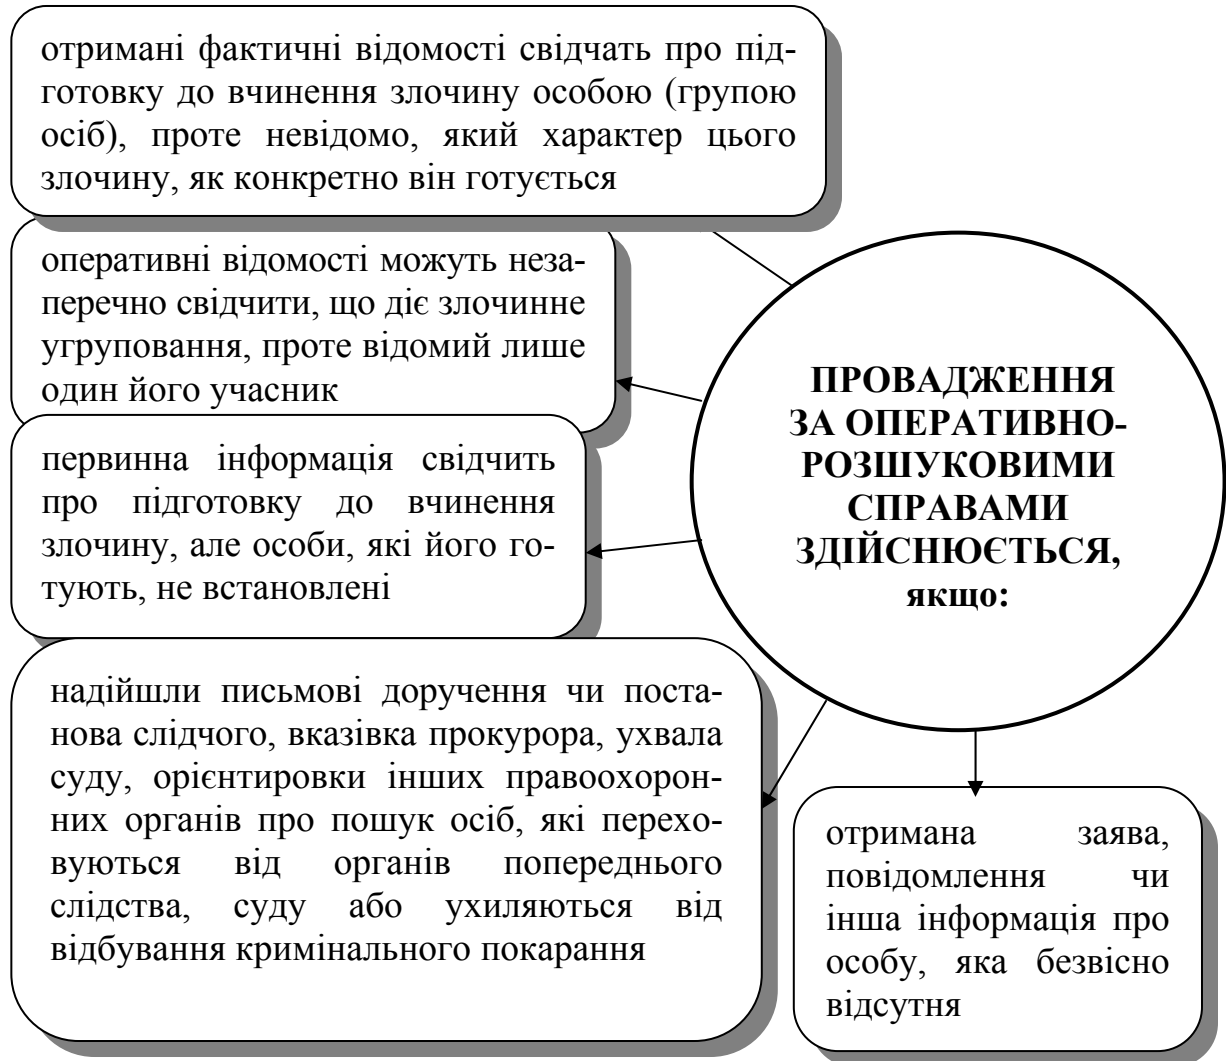 отримані фактичні відомості свідчать про під-
готовку до вчинення злочину особою (групою
осіб), проте невідомо, який характер цього
злочину, як конкретно він готується
оперативні відомості можуть неза-
перечно свідчити, що діє злочинне
угруповання, проте відомий лише
один його учасник
первинна інформація свідчить
про підготовку до вчинення
злочину, але особи, які його го-
тують, не встановлені
надійшли письмові доручення чи поста-
нова слідчого, вказівка прокурора, ухвала
суду, орієнтировки інших правоохорон-
них органів про пошук осіб, які перехо-
вуються від органів попереднього
слідства, суду або ухиляються від
відбування кримінального покарання
ПРОВАДЖЕННЯ
ЗА ОПЕРАТИВНО-
РОЗШУКОВИМИ
СПРАВАМИ
ЗДІЙСНЮЄТЬСЯ,
якщо:
отримана заява,
повідомлення чи
інша інформація про
особу, яка безвісно
відсутня